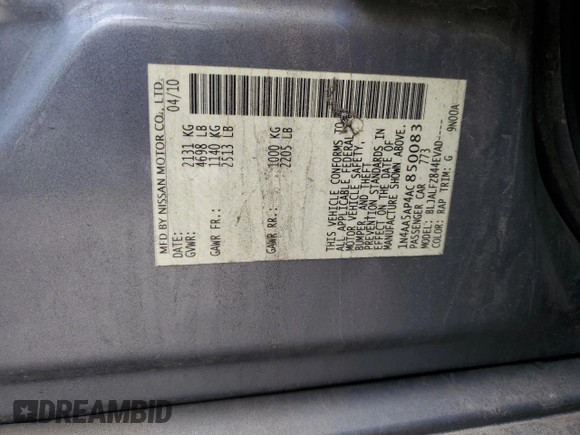 MFD BY NISSAN MOTOR CO., LTD.
DATE: 04/10
GVWR: 2131 KG
4698 LB
GAWR FR: 1140 KG
2513 LB
GAWR RR: 1000 KG
2205 LB
THIS VEHICLE CONFORMS TO
ALL APPLICABLE FEDERAL
MOTOR VEHICLE SAFETY,
BUMPER, AND THEFT
PREVENTION STANDARDS IN
EFFECT ON THE DATE OF
MANUFACTURE SHOWN ABOVE.
1N4AA5AP4AC850083
PASSENGER CAR 773
MODEL: BLJALFZ844EVAD----
COLOR: RAP TRIM: G 9N00A
DREAMBID